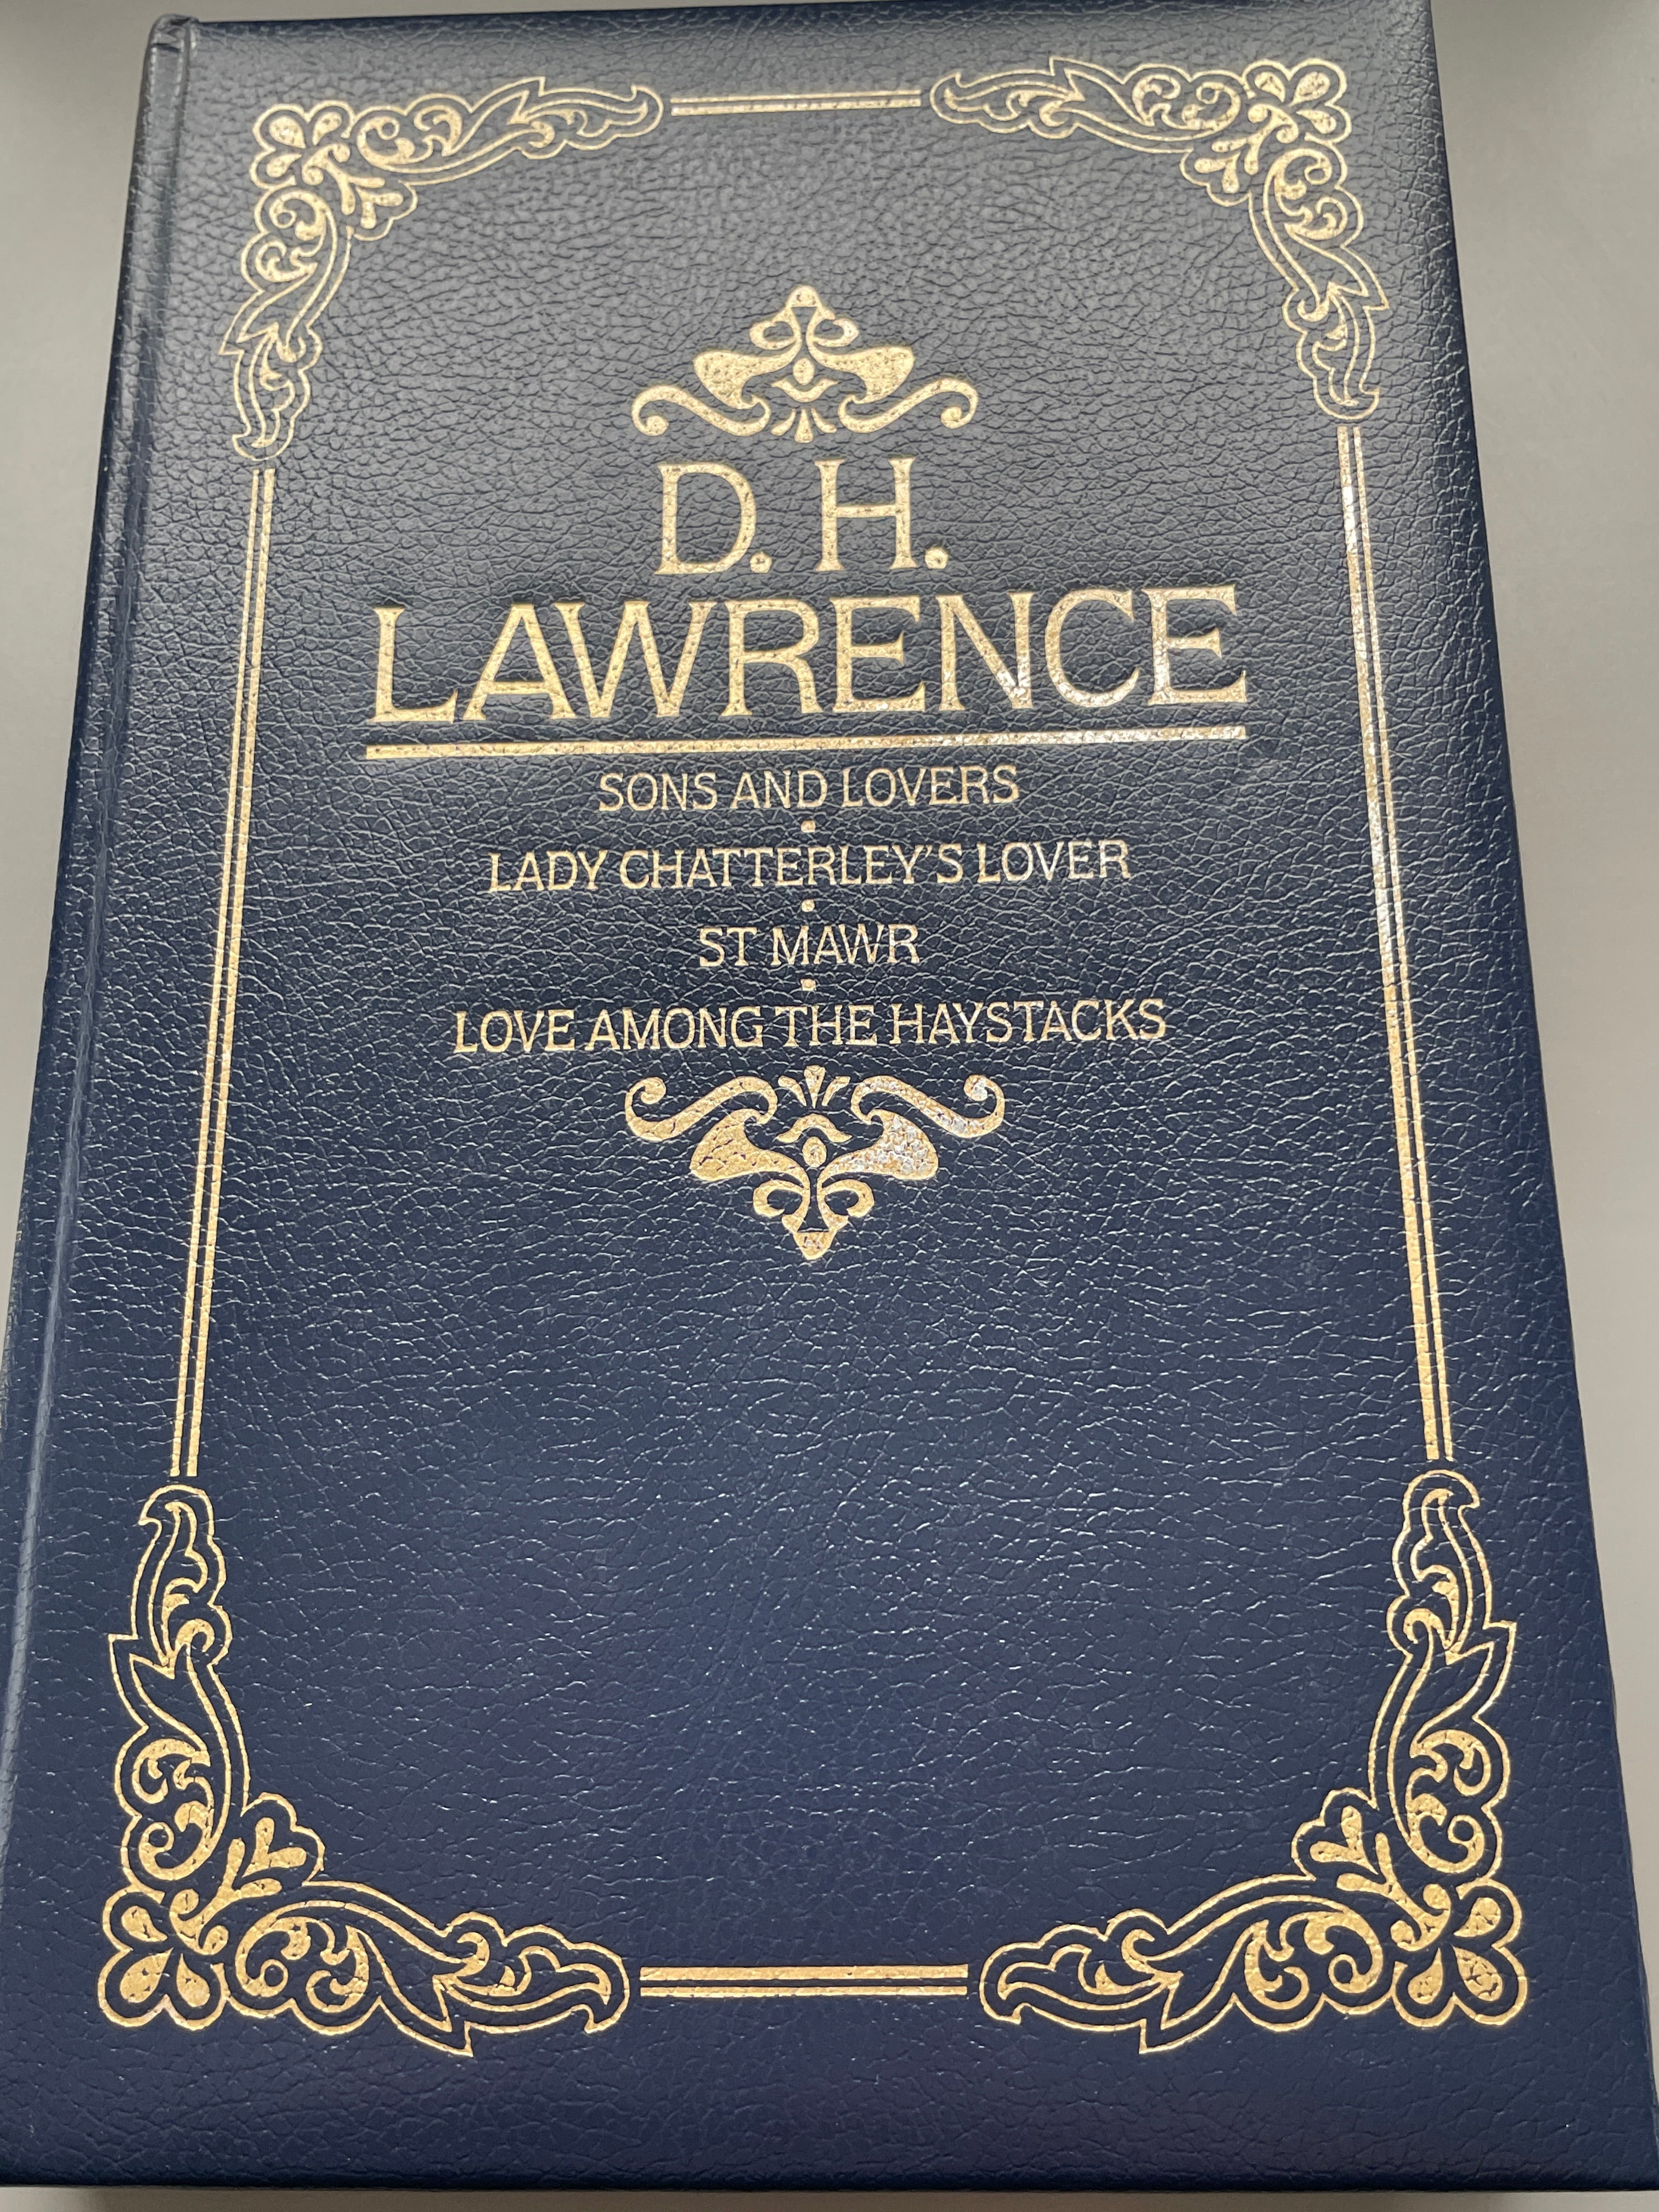 D. H.
LAWRENCE
SONS AND LOVERS
•
LADY CHATTERLEY'S LOVER
•
ST MAWR
•
LOVE AMONG THE HAYSTACKS